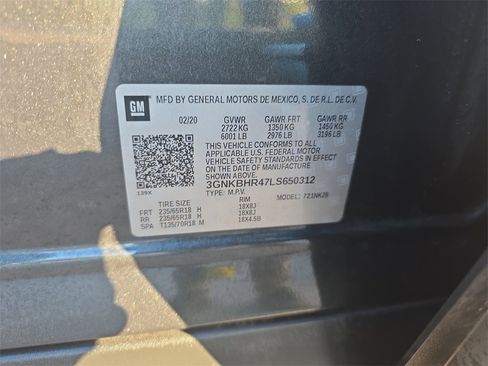 GM
MFD BY GENERAL MOTORS DE MEXICO, S. DE R.L. DE C.V.
02/20 GVWR GAWR FRT GAWR RR
2722 KG 1350 KG 1450 KG
6001 LB 2976 LB 3196 LB
THIS VEHICLE CONFORMS TO ALL
APPLICABLE U.S. FEDERAL MOTOR
VEHICLE SAFETY STANDARDS IN EFFECT
ON THE DATE OF MANUFACTURE SHOWN ABOVE.
3GNKBHR47LS650312
139X
TYPE: M.P.V. MODEL: 721NK26
TIRE SIZE RIM
FRT 235/65R18 H 18X8J
RR 235/65R18 H 18X8J
SPA T135/70R18 M 18X4.5B